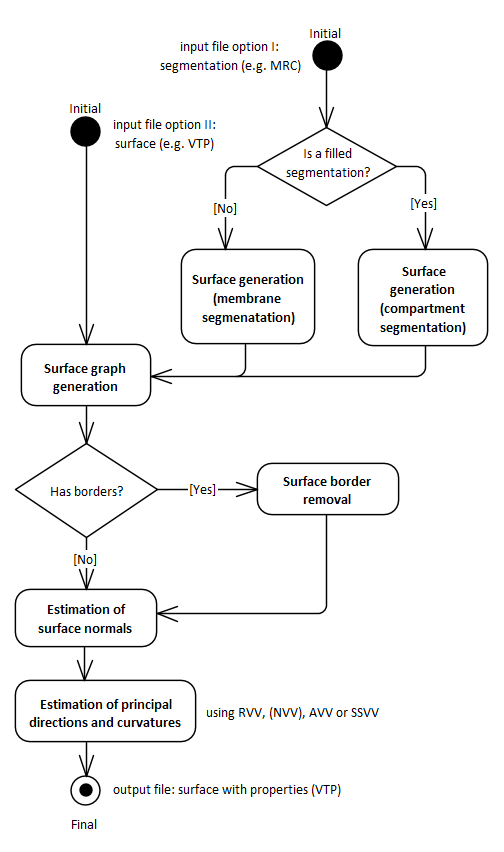 Initial
input file option I:
segmentation (e.g. MRC)
Initial
input file option II:
surface (e.g. VTP)
Is a filled
segmentation?
[No]
[Yes]
Surface generation
(membrane
segmenatation)
Surface
generation
(compartment
segmentation)
Surface graph
generation
Has borders?
[Yes]
Surface border
removal
[No]
Estimation of
surface normals
Estimation of principal
directions and curvatures
using RVV, (NVV), AVV or SSVV
output file: surface with properties (VTP)
Final